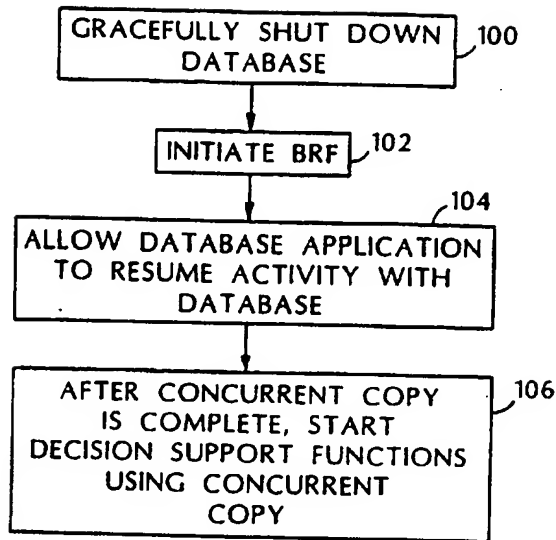 GRACEFULLY SHUT DOWN
DATABASE
100
INITIATE BRF
102
104
ALLOW DATABASE APPLICATION
TO RESUME ACTIVITY WITH
DATABASE
106
AFTER CONCURRENT COPY
IS COMPLETE, START
DECISION SUPPORT FUNCTIONS
USING CONCURRENT
COPY